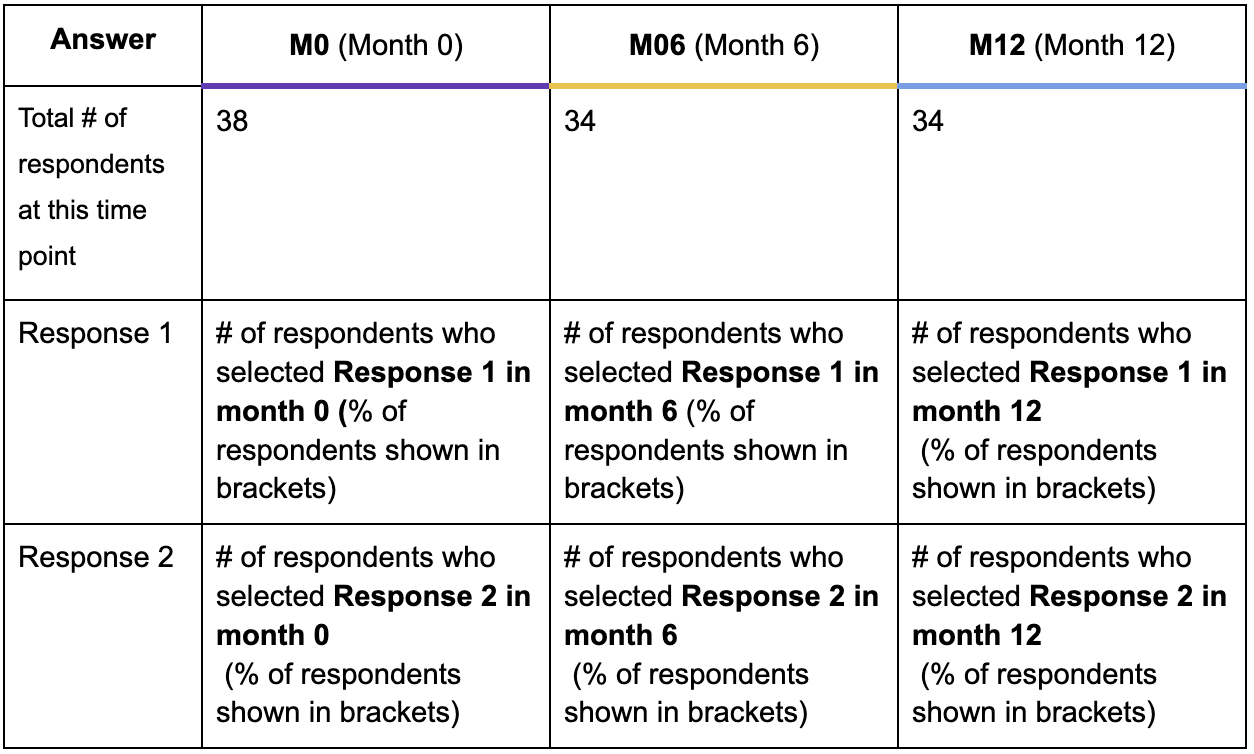 Answer
M0 (Month 0)
M06 (Month 6)
M12 (Month 12)
Total # of
respondents
at this time
point
38
34
34
Response 1
# of respondents who
selected Response 1 in
month 0 (% of
respondents shown in
brackets)
# of respondents who
selected Response 1 in
month 6 (% of
respondents shown in
brackets)
# of respondents who
selected Response 1 in
month 12
(% of respondents
shown in brackets)
Response 2
# of respondents who
selected Response 2 in
month 0
(% of respondents
shown in brackets)
# of respondents who
selected Response 2 in
month 6
(% of respondents
shown in brackets)
# of respondents who
selected Response 2 in
month 12
(% of respondents
shown in brackets)